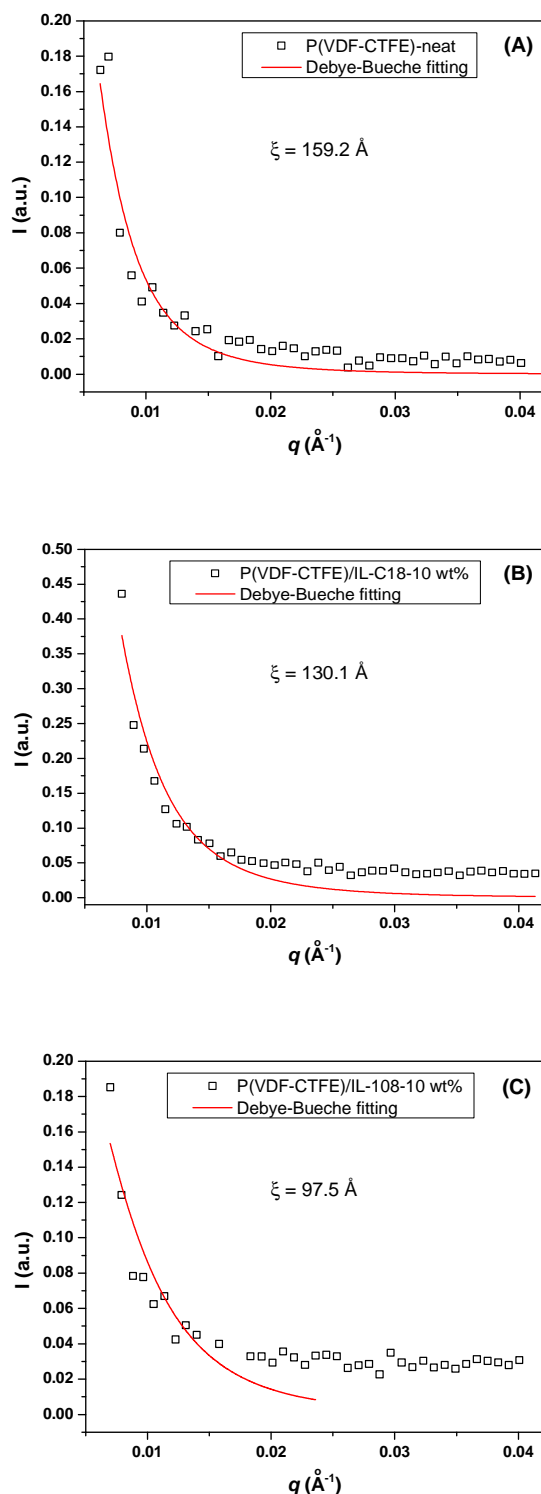 P(VDF-CTFE)-neat
Debye-Bueche fitting
(A)
ξ = 159.2 Å
I (a.u.)
0.20
0.18
0.16
0.14
0.12
0.10
0.08
0.06
0.04
0.02
0.00
0.01 0.02 0.03 0.04
q (Å-1)
P(VDF-CTFE)/IL-C18-10 wt%
Debye-Bueche fitting
(B)
ξ = 130.1 Å
I (a.u.)
0.50
0.45
0.40
0.35
0.30
0.25
0.20
0.15
0.10
0.05
0.00
0.01 0.02 0.03 0.04
q (Å-1)
P(VDF-CTFE)/IL-108-10 wt%
Debye-Bueche fitting
(C)
ξ = 97.5 Å
I (a.u.)
0.20
0.18
0.16
0.14
0.12
0.10
0.08
0.06
0.04
0.02
0.00
0.01 0.02 0.03 0.04
q (Å-1)